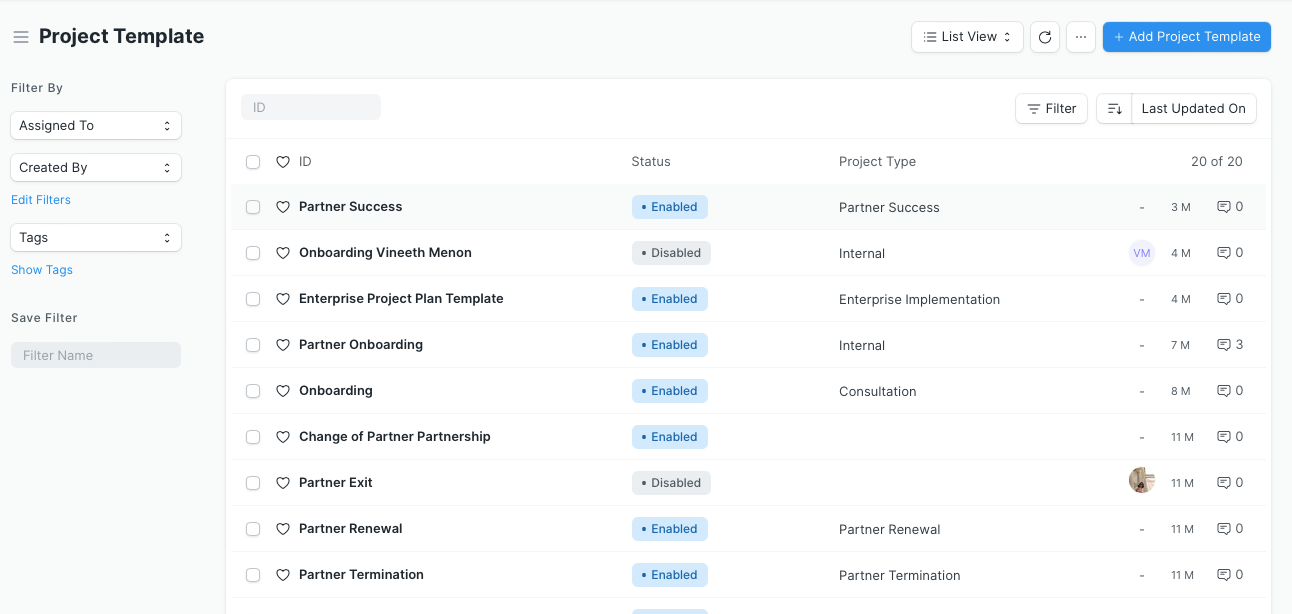 Project Template
List View
+ Add Project Template
Filter By
Assigned To
Created By
Edit Filters
Tags
Show Tags
Save Filter
Filter Name
ID
Filter
Last Updated On
ID Status Project Type 20 of 20
Partner Success Enabled Partner Success - 3 M 0
Onboarding Vineeth Menon Disabled Internal VM 4 M 0
Enterprise Project Plan Template Enabled Enterprise Implementation - 4 M 0
Partner Onboarding Enabled Internal - 7 M 3
Onboarding Enabled Consultation - 8 M 0
Change of Partner Partnership Enabled - 11 M 0
Partner Exit Disabled 11 M 0
Partner Renewal Enabled Partner Renewal - 11 M 0
Partner Termination Enabled Partner Termination - 11 M 0